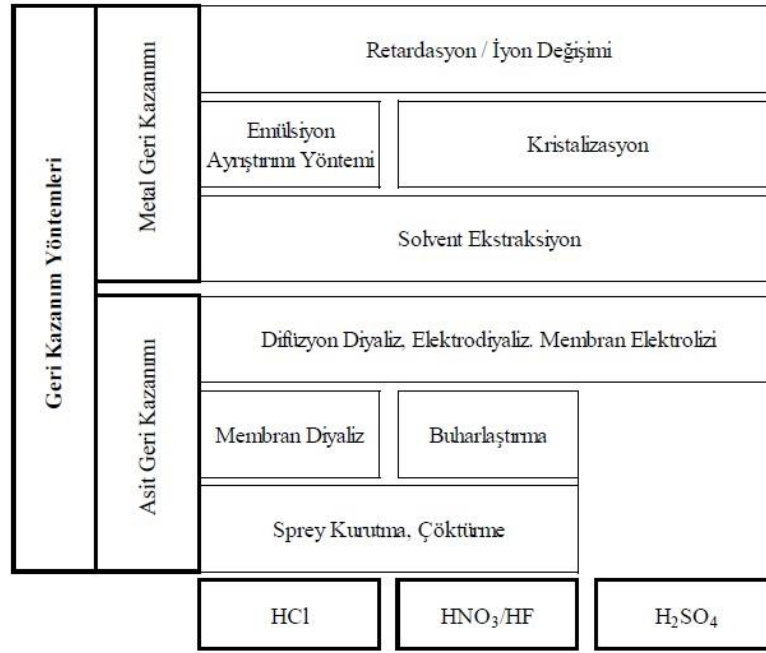 Geri Kazanım Yöntemleri
Metal Geri Kazanımı
Retardasyon / İyon Değişimi
Emülsiyon
Ayrıştırımı Yöntemi
Kristalizasyon
Solvent Ekstraksiyon
Asit Geri Kazanımı
Difüzyon Diyaliz, Elektrodiyaliz. Membran Elektrolizi
Membran Diyaliz
Buharlaştırma
Sprey Kurutma, Çöktürme
HCl
HNO₃/HF
H₂SO₄